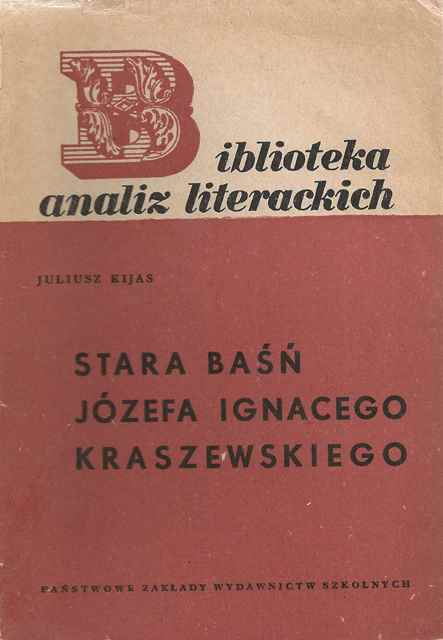 Biblioteka
analiz literackich
JULIUSZ KIJAS
STARA BAŚŃ
JÓZEFA IGNACEGO
KRASZEWSKIEGO
PAŃSTWOWE ZAKŁADY WYDAWNICTW SZKOLNYCH